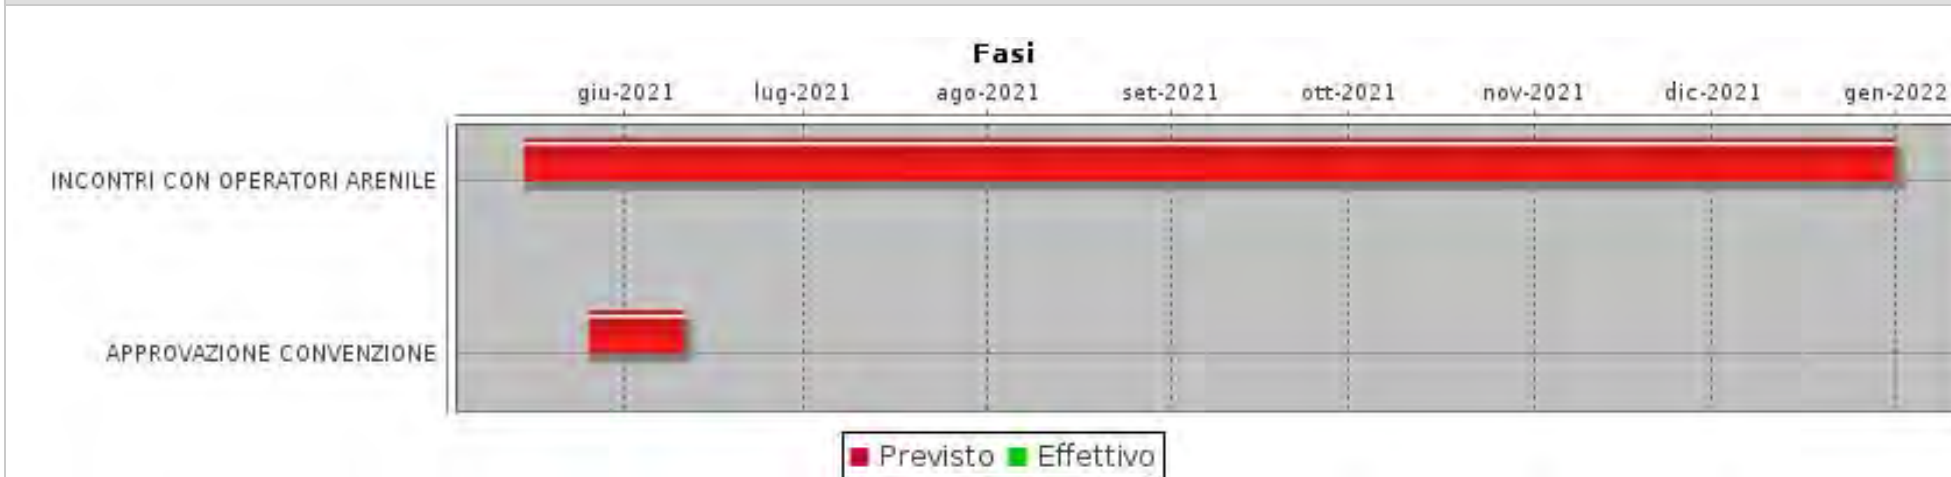 Fasi
giu-2021 lug-2021 ago-2021 set-2021 ott-2021 nov-2021 dic-2021 gen-2022
INCONTRI CON OPERATORI ARENILE
APPROVAZIONE CONVENZIONE
Previsto Effettivo